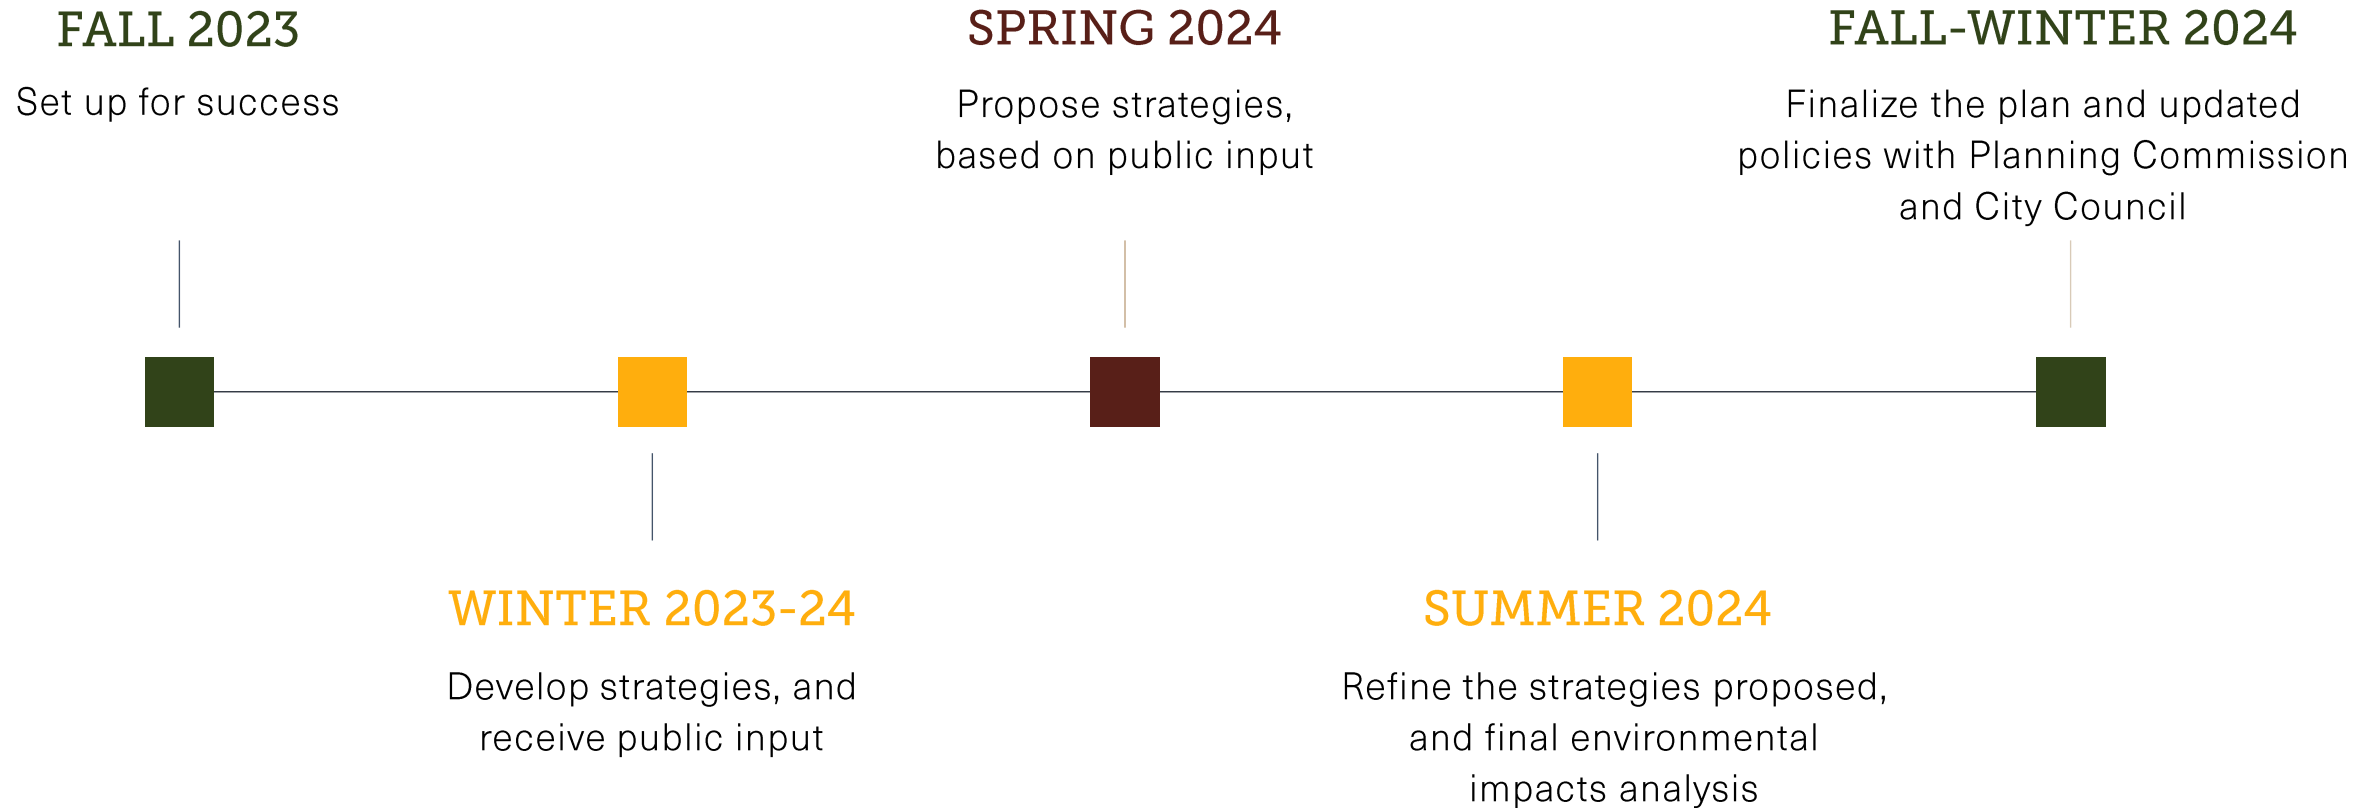 FALL 2023
Set up for success
WINTER 2023-24
Develop strategies, and
receive public input
SPRING 2024
Propose strategies,
based on public input
SUMMER 2024
Refine the strategies proposed,
and final environmental
impacts analysis
FALL-WINTER 2024
Finalize the plan and updated
policies with Planning Commission
and City Council